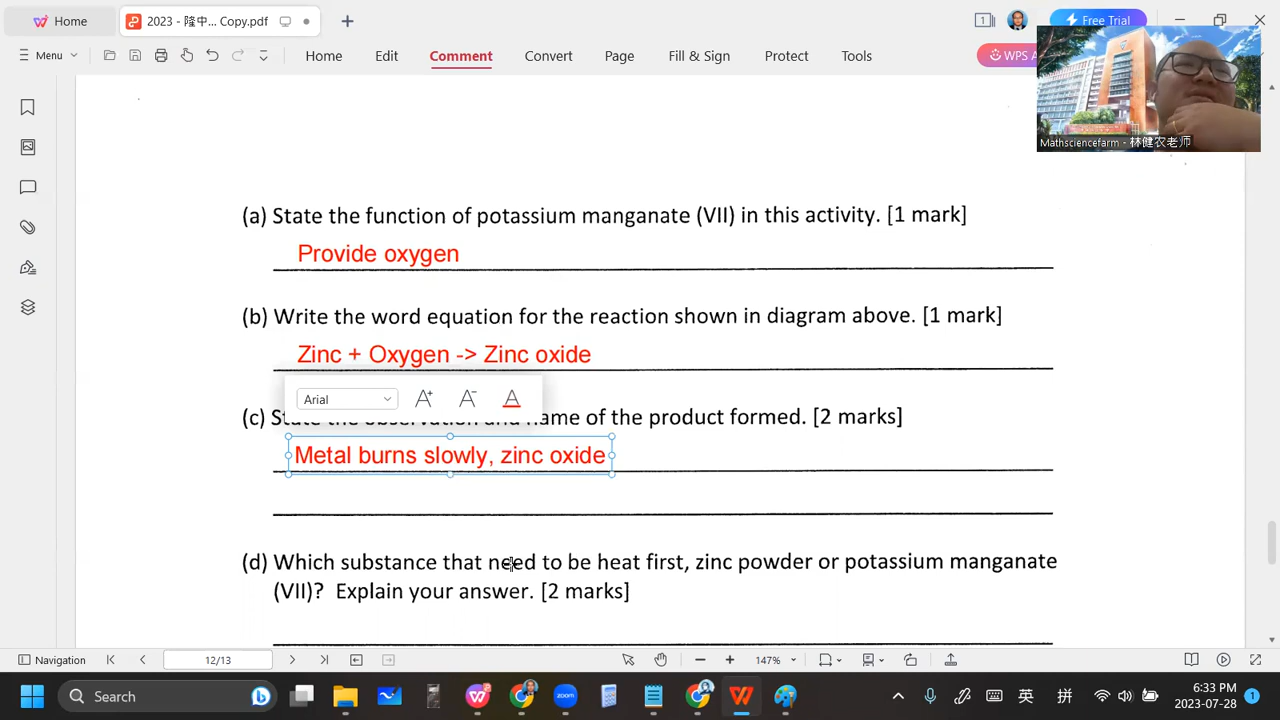 Home
2023 - 隆中... Copy.pdf
1
Free Trial
Menu
Home
Edit
Comment
Convert
Page
Fill & Sign
Protect
Tools
WPS A
Mathsciencefarm - 林健农老师
(a) State the function of potassium manganate (VII) in this activity. [1 mark]
Provide oxygen
(b) Write the word equation for the reaction shown in diagram above. [1 mark]
Zinc + Oxygen -> Zinc oxide
Arial
A+
A-
A
(c) State the observation and name of the product formed. [2 marks]
Metal burns slowly, zinc oxide
(d) Which substance that need to be heat first, zinc powder or potassium manganate
(VII)? Explain your answer. [2 marks]
Navigation
12/13
147%
Search
英
拼
6:33 PM
2023-07-28
1